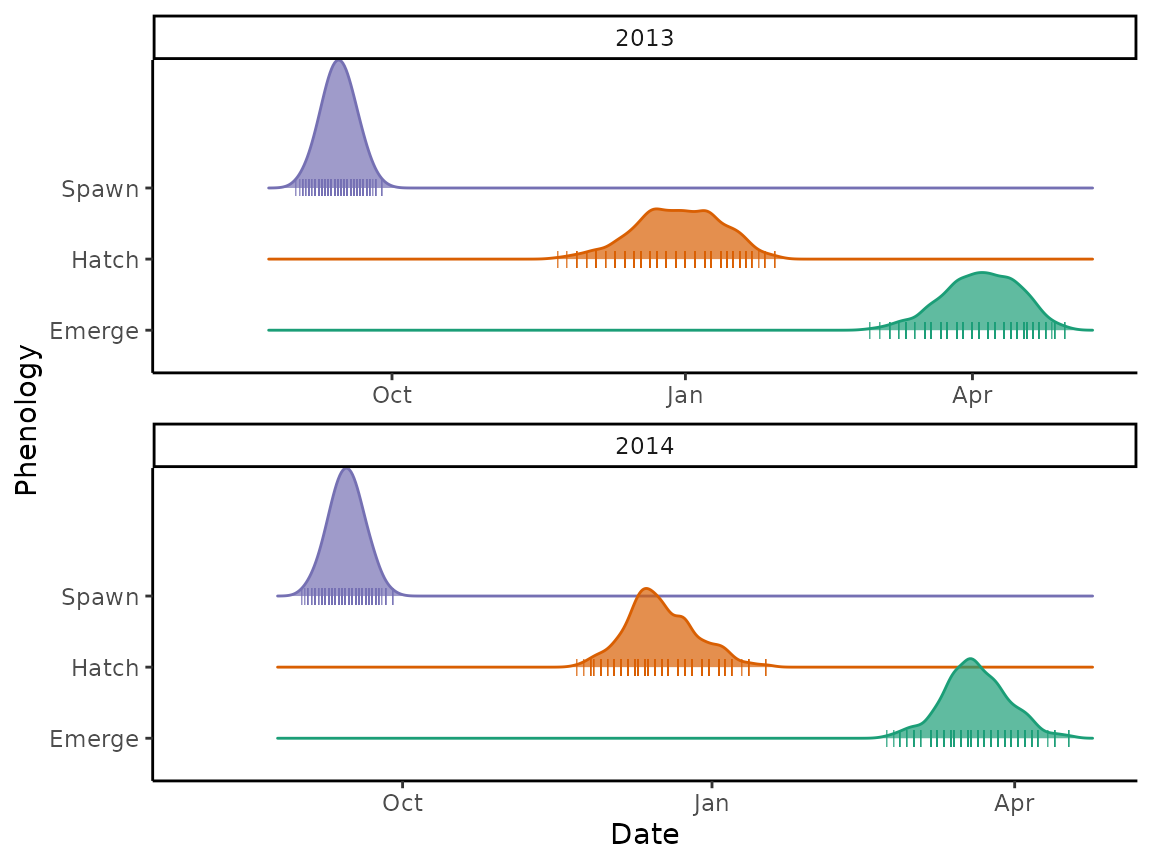 2013
Spawn
Hatch
Emerge
Oct Jan Apr
Phenology
2014
Spawn
Hatch
Emerge
Oct Jan Apr
Date